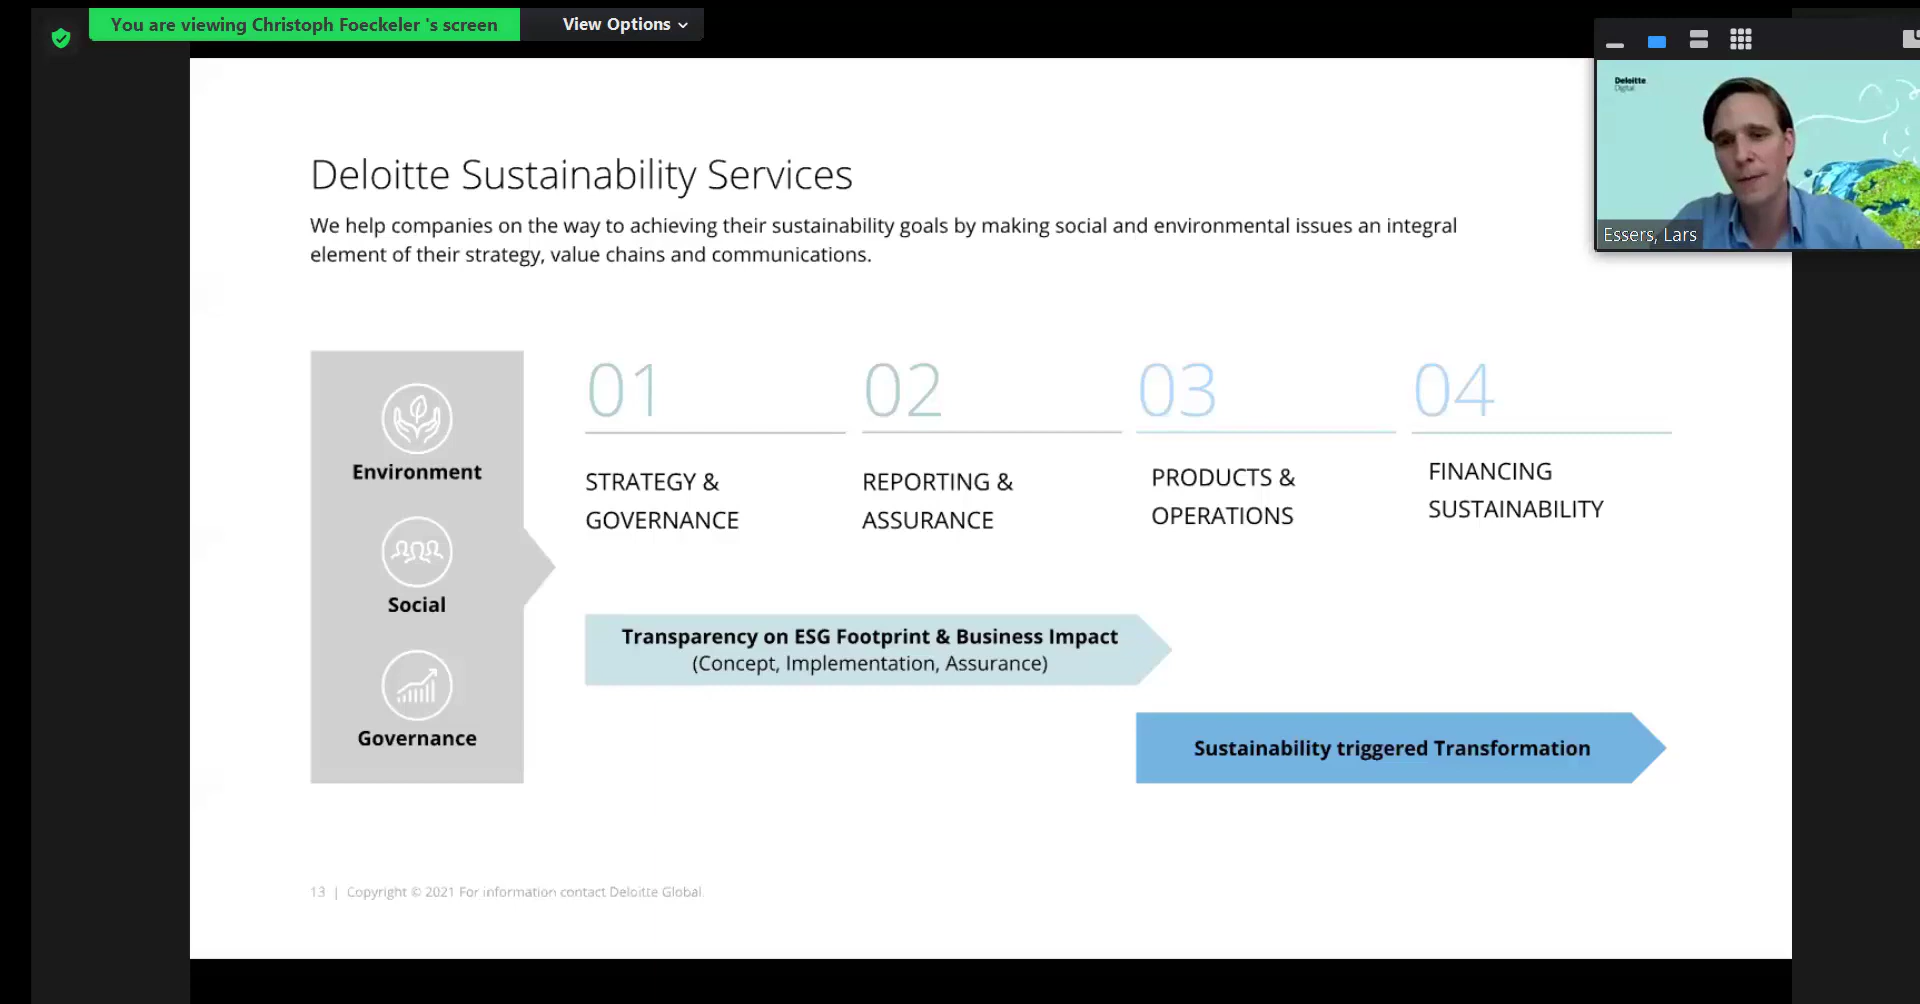 You are viewing Christoph Foeckeler 's screen
View Options
Deloitte
Digital
Essers, Lars
Deloitte Sustainability Services
We help companies on the way to achieving their sustainability goals by making social and environmental issues an integral
element of their strategy, value chains and communications.
Environment
Social
Governance
01
STRATEGY &
GOVERNANCE
02
REPORTING &
ASSURANCE
03
PRODUCTS &
OPERATIONS
04
FINANCING
SUSTAINABILITY
Transparency on ESG Footprint & Business Impact
(Concept, Implementation, Assurance)
Sustainability triggered Transformation
13 | Copyright © 2021 For information contact Deloitte Global.